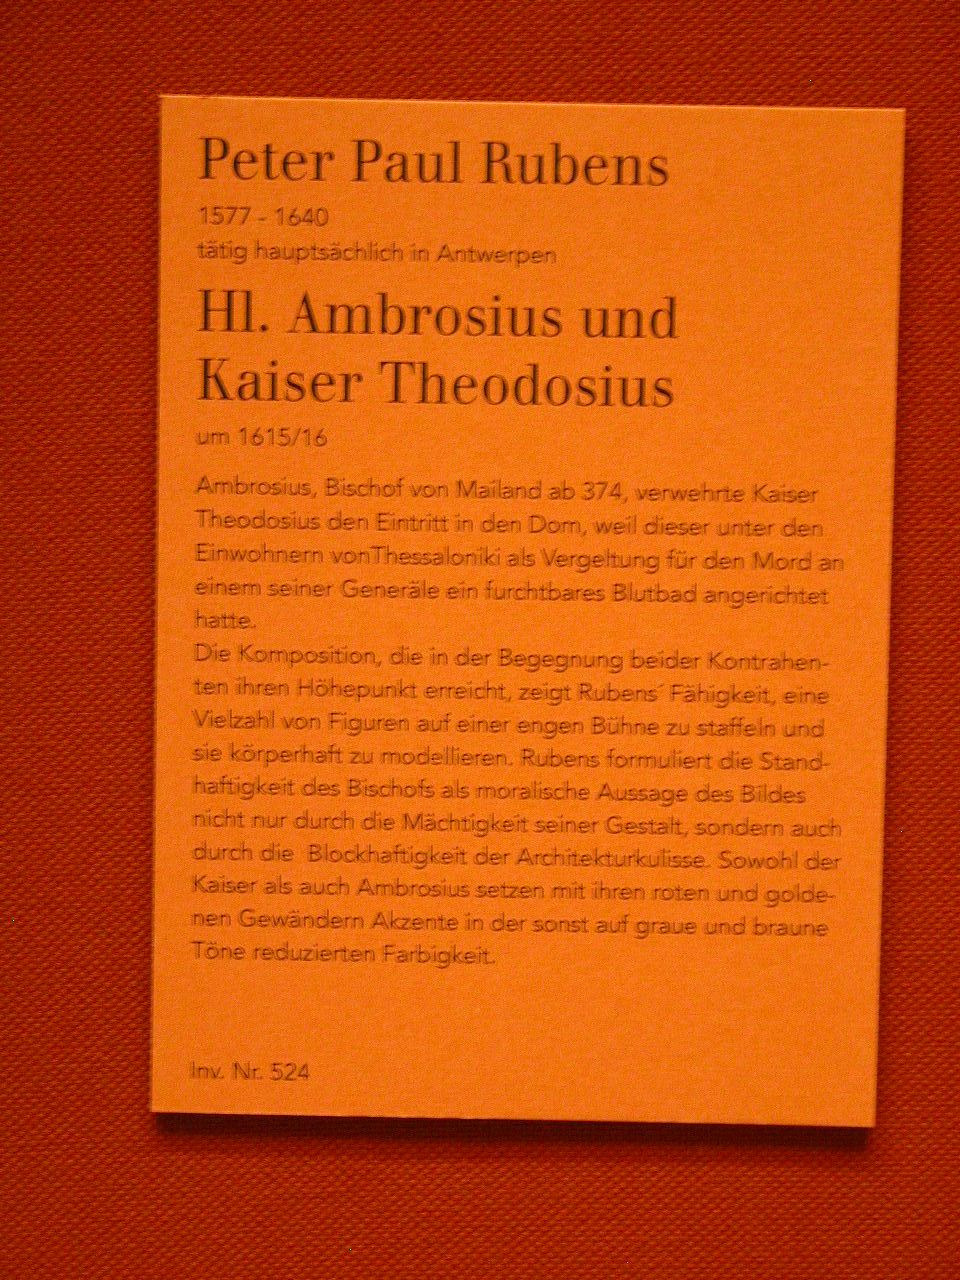 Peter Paul Rubens
1577 - 1640
tätig hauptsächlich in Antwerpen
Hl. Ambrosius und
Kaiser Theodosius
um 1615/16
Ambrosius, Bischof von Mailand ab 374, verwehrte Kaiser
Theodosius den Eintritt in den Dom, weil dieser unter den
Einwohnern vonThessaloniki als Vergeltung für den Mord an
einem seiner Generäle ein furchtbares Blutbad angerichtet
hatte.
Die Komposition, die in der Begegnung beider Kontrahen-
ten ihren Höhepunkt erreicht, zeigt Rubens´ Fähigkeit, eine
Vielzahl von Figuren auf einer engen Bühne zu staffeln und
sie körperhaft zu modellieren. Rubens formuliert die Stand-
haftigkeit des Bischofs als moralische Aussage des Bildes
nicht nur durch die Mächtigkeit seiner Gestalt, sondern auch
durch die  Blockhaftigkeit der Architekturkulisse. Sowohl der
Kaiser als auch Ambrosius setzen mit ihren roten und golde-
nen Gewändern Akzente in der sonst auf graue und braune
Töne reduzierten Farbigkeit.
Inv. Nr. 524